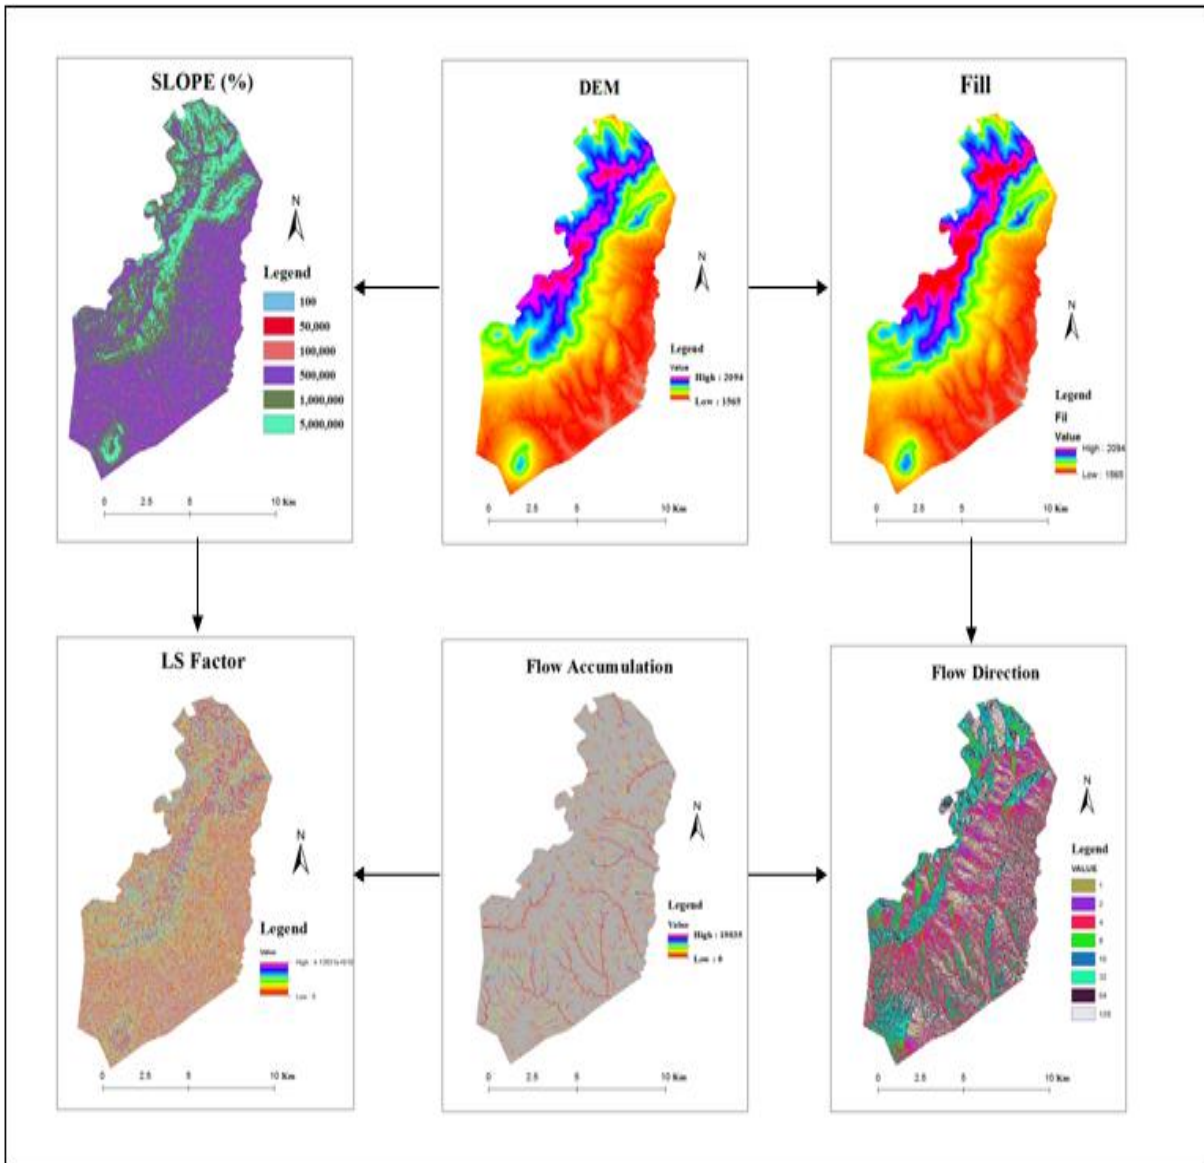 SLOPE (%)
N
Legend
100
50,000
100,000
500,000
1,000,000
5,000,000
0 2.5 5 10 Km
DEM
N
Legend
Value
High : 2094
Low : 1565
0 2.5 5 10 Km
Fill
N
Legend
Fil
Value
High : 2094
Low : 1565
0 2.5 5 10 Km
LS Factor
N
Legend
Value
High :
Low : 0
0 2.5 5 10 Km
Flow Accumulation
N
Legend
Value
High :
Low : 0
0 2.5 5 10 Km
Flow Direction
N
Legend
VALUE
1
2
4
8
16
32
64
128
0 2.5 5 10 Km